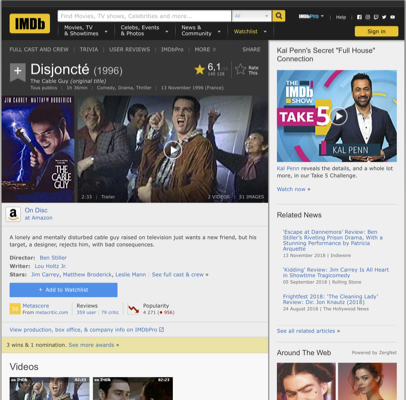 IMDb
Find Movies, TV shows, Celebrities and more...
All
IMDbPro
Help
Movies, TV
& Showtimes
Celebs, Events
& Photos
News &
Community
Watchlist
Sign in
FULL CAST AND CREW | TRIVIA | USER REVIEWS | IMDbPro | MORE
SHARE
Disjoncté (1996)
The Cable Guy (original title)
Tous publics | 1h 36min | Comedy, Drama, Thriller | 13 November 1996 (France)
6,1
Rate
This
JIM CARREY MATTHEW BRODERICK
THE
CABLE
GUY
2:33 | Trailer
2 VIDEOS | 51 IMAGES
On Disc
at Amazon
A lonely and mentally disturbed cable guy raised on television just wants a new friend, but his
target, a designer, rejects him, with bad consequences.
Director: Ben Stiller
Writer: Lou Holtz Jr.
Stars: Jim Carrey, Matthew Broderick, Leslie Mann | See full cast & crew »
+ Add to Watchlist
Metascore
From metacritic.com
Reviews
359 user | 79 critic
Popularity
4 271 (956)
View production, box office, & company info on IMDbPro
3 wins & 1 nomination. See more awards »
Videos
Kal Penn's Secret "Full House"
Connection
THE
IMDb
SHOW
TAKE 5
KAL PENN
Kal Penn reveals the details, and a whole lot
more, in our Take 5 Challenge.
Watch now »
Related News
'Escape at Dannemora' Review: Ben
Stiller's Riveting Prison Drama, With a
Stunning Performance by Patricia
Arquette
13 November 2018 | Indiewire
'Kidding' Review: Jim Carrey Is All Heart
in Showtime Tragicomedy
05 September 2018 | Rolling Stone
Frightfest 2018: 'The Cleaning Lady'
Review: Dir. Jon Knautz (2018)
24 August 2018 | The Hollywood News
See all related articles »
Around The Web
Powered by ZergNet